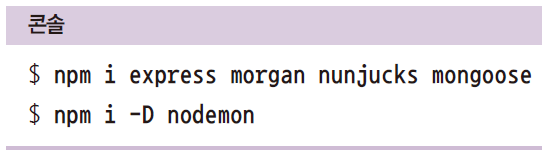 콘솔
$ npm i express morgan nunjucks mongoose
$ npm i -D nodemon